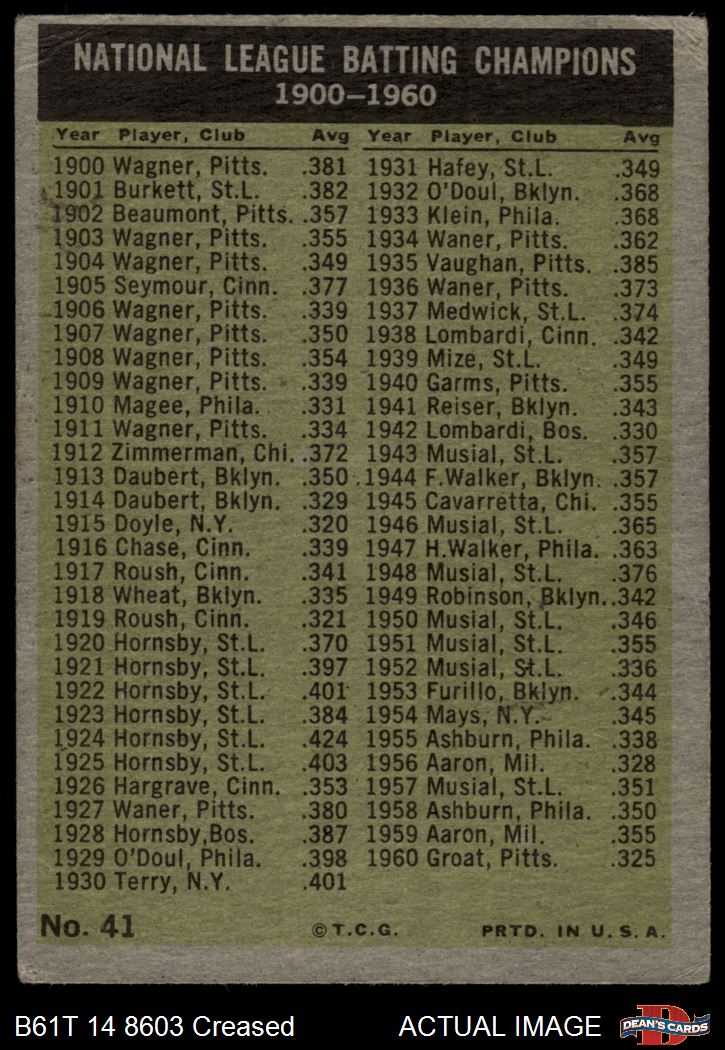 NATIONAL LEAGUE BATTING CHAMPIONS
1900-1960
Year Player, Club Avg
1900 Wagner, Pitts. .381
1901 Burkett, St.L. .382
1902 Beaumont, Pitts. .357
1903 Wagner, Pitts. .355
1904 Wagner, Pitts. .349
1905 Seymour, Cinn. .377
1906 Wagner, Pitts. .339
1907 Wagner, Pitts. .350
1908 Wagner, Pitts. .354
1909 Wagner, Pitts. .339
1910 Magee, Phila. .331
1911 Wagner, Pitts. .334
1912 Zimmerman, Chi. .372
1913 Daubert, Bklyn. .350
1914 Daubert, Bklyn. .329
1915 Doyle, N.Y. .320
1916 Chase, Cinn. .339
1917 Roush, Cinn. .341
1918 Wheat, Bklyn. .335
1919 Roush, Cinn. .321
1920 Hornsby, St.L. .370
1921 Hornsby, St.L. .397
1922 Hornsby, St.L. .401
1923 Hornsby, St.L. .384
1924 Hornsby, St.L. .424
1925 Hornsby, St.L. .403
1926 Hargrave, Cinn. .353
1927 Waner, Pitts. .380
1928 Hornsby,Bos. .387
1929 O'Doul, Phila. .398
1930 Terry, N.Y. .401
Year Player, Club Avg
1931 Hafey, St.L. .349
1932 O'Doul, Bklyn. .368
1933 Klein, Phila. .368
1934 Waner, Pitts. .362
1935 Vaughan, Pitts. .385
1936 Waner, Pitts. .373
1937 Medwick, St.L. .374
1938 Lombardi, Cinn. .342
1939 Mize, St.L. .349
1940 Garms, Pitts. .355
1941 Reiser, Bklyn. .343
1942 Lombardi, Bos. .330
1943 Musial, St.L. .357
1944 F.Walker, Bklyn. .357
1945 Cavarretta, Chi. .355
1946 Musial, St.L. .365
1947 H.Walker, Phila. .363
1948 Musial, St.L. .376
1949 Robinson, Bklyn. .342
1950 Musial, St.L. .346
1951 Musial, St.L. .355
1952 Musial, St.L. .336
1953 Furillo, Bklyn. .344
1954 Mays, N.Y. .345
1955 Ashburn, Phila. .338
1956 Aaron, Mil. .328
1957 Musial, St.L. .351
1958 Ashburn, Phila. .350
1959 Aaron, Mil. .355
1960 Groat, Pitts. .325
No. 41 © T.C.G. PRTD. IN U.S.A.
B61T 14 8603 Creased ACTUAL IMAGE D DEAN'S CARDS